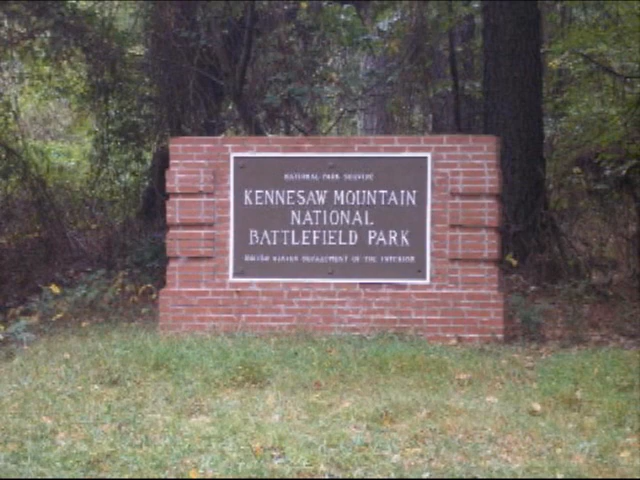 NATIONAL PARK SERVICE
KENNESAW MOUNTAIN
NATIONAL
BATTLEFIELD PARK
UNITED STATES DEPARTMENT OF THE INTERIOR